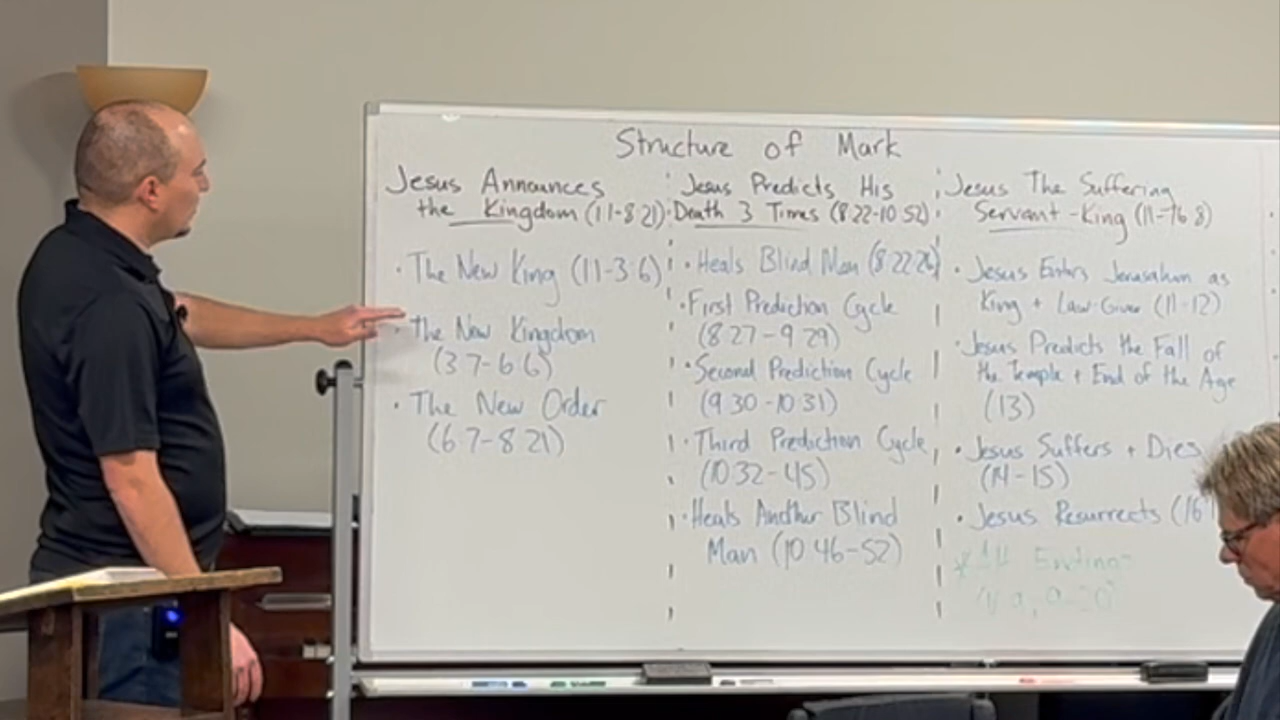 Structure of Mark
Jesus Announces
the Kingdom (1:1-8:21)
The New King (1:1-3:6)
The New Kingdom
(3:7-6:6)
The New Order
(6:7-8:21)
Jesus Predicts His
Death 3 Times (8:22-10:52)
Heals Blind Man (8:22-26)
First Prediction Cycle
(8:27-9:29)
Second Prediction Cycle
(9:30-10:31)
Third Prediction Cycle
(10:32-45)
Heals Another Blind
Man (10:46-52)
Jesus The Suffering
Servant-King (11-16:8)
Jesus Enters Jerusalem as
King + Law-Giver (11-12)
Jesus Predicts the Fall of
the Temple + End of the Age
(13)
Jesus Suffers + Dies
(14-15)
Jesus Resurrects (16